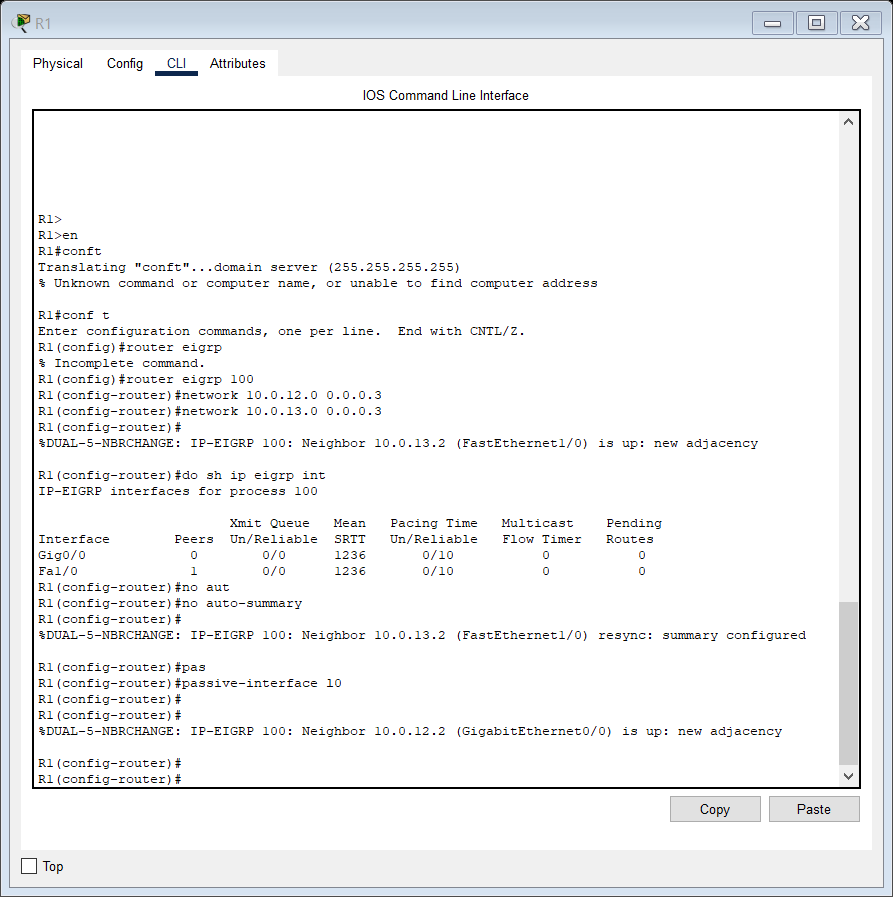 R1
Physical Config CLI Attributes
IOS Command Line Interface
R1>
R1>en
R1#conft
Translating "conft"...domain server (255.255.255.255)
% Unknown command or computer name, or unable to find computer address
R1#conf t
Enter configuration commands, one per line.  End with CNTL/Z.
R1(config)#router eigrp
% Incomplete command.
R1(config)#router eigrp 100
R1(config-router)#network 10.0.12.0 0.0.0.3
R1(config-router)#network 10.0.13.0 0.0.0.3
R1(config-router)#
%DUAL-5-NBRCHANGE: IP-EIGRP 100: Neighbor 10.0.13.2 (FastEthernet1/0) is up: new adjacency
R1(config-router)#do sh ip eigrp int
IP-EIGRP interfaces for process 100
Xmit Queue   Mean   Pacing Time   Multicast    Pending
Interface        Peers  Un/Reliable  SRTT   Un/Reliable   Flow Timer   Routes
Gig0/0             0        0/0      1236       0/10           0           0
Fa1/0              1        0/0      1236       0/10           0           0
R1(config-router)#no aut
R1(config-router)#no auto-summary
R1(config-router)#
%DUAL-5-NBRCHANGE: IP-EIGRP 100: Neighbor 10.0.13.2 (FastEthernet1/0) resync: summary configured
R1(config-router)#pas
R1(config-router)#passive-interface l0
R1(config-router)#
R1(config-router)#
%DUAL-5-NBRCHANGE: IP-EIGRP 100: Neighbor 10.0.12.2 (GigabitEthernet0/0) is up: new adjacency
R1(config-router)#
R1(config-router)#
Copy Paste
Top